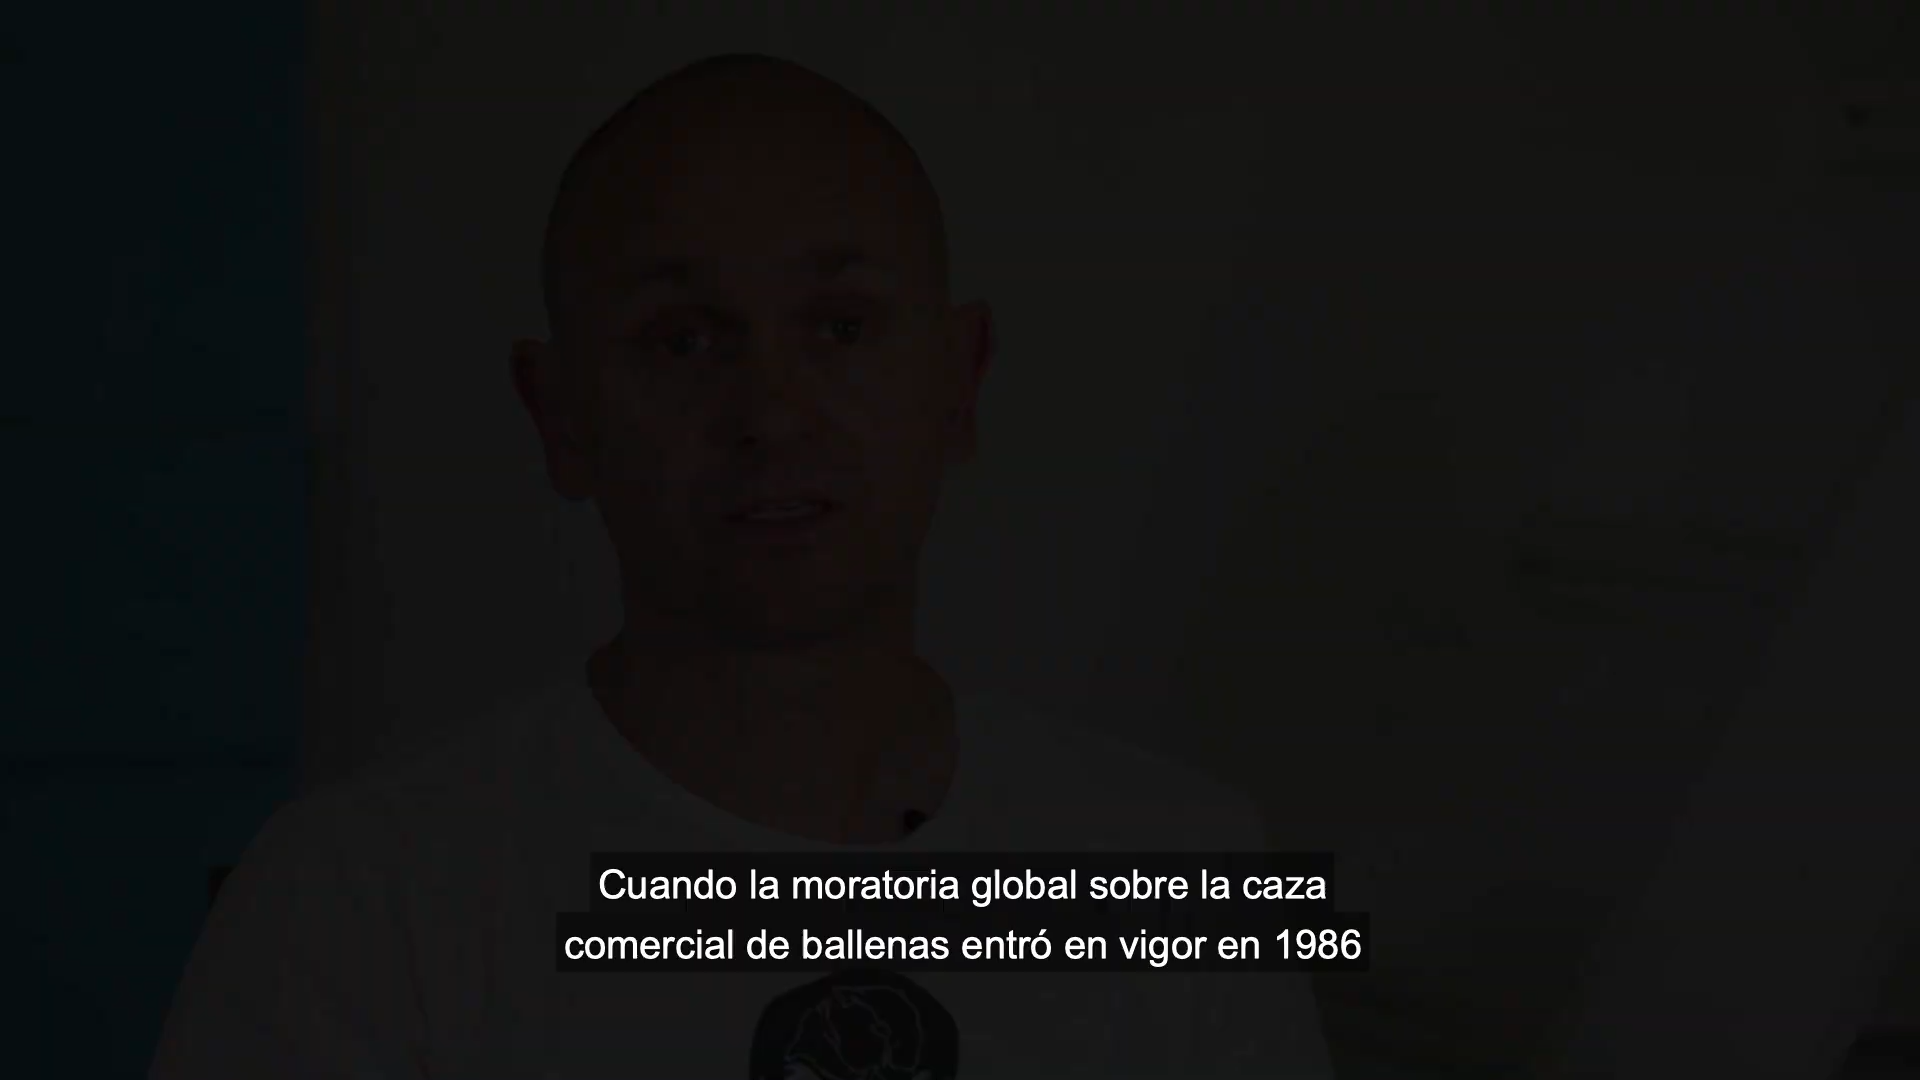 Cuando la moratoria global sobre la caza
comercial de ballenas entró en vigor en 1986